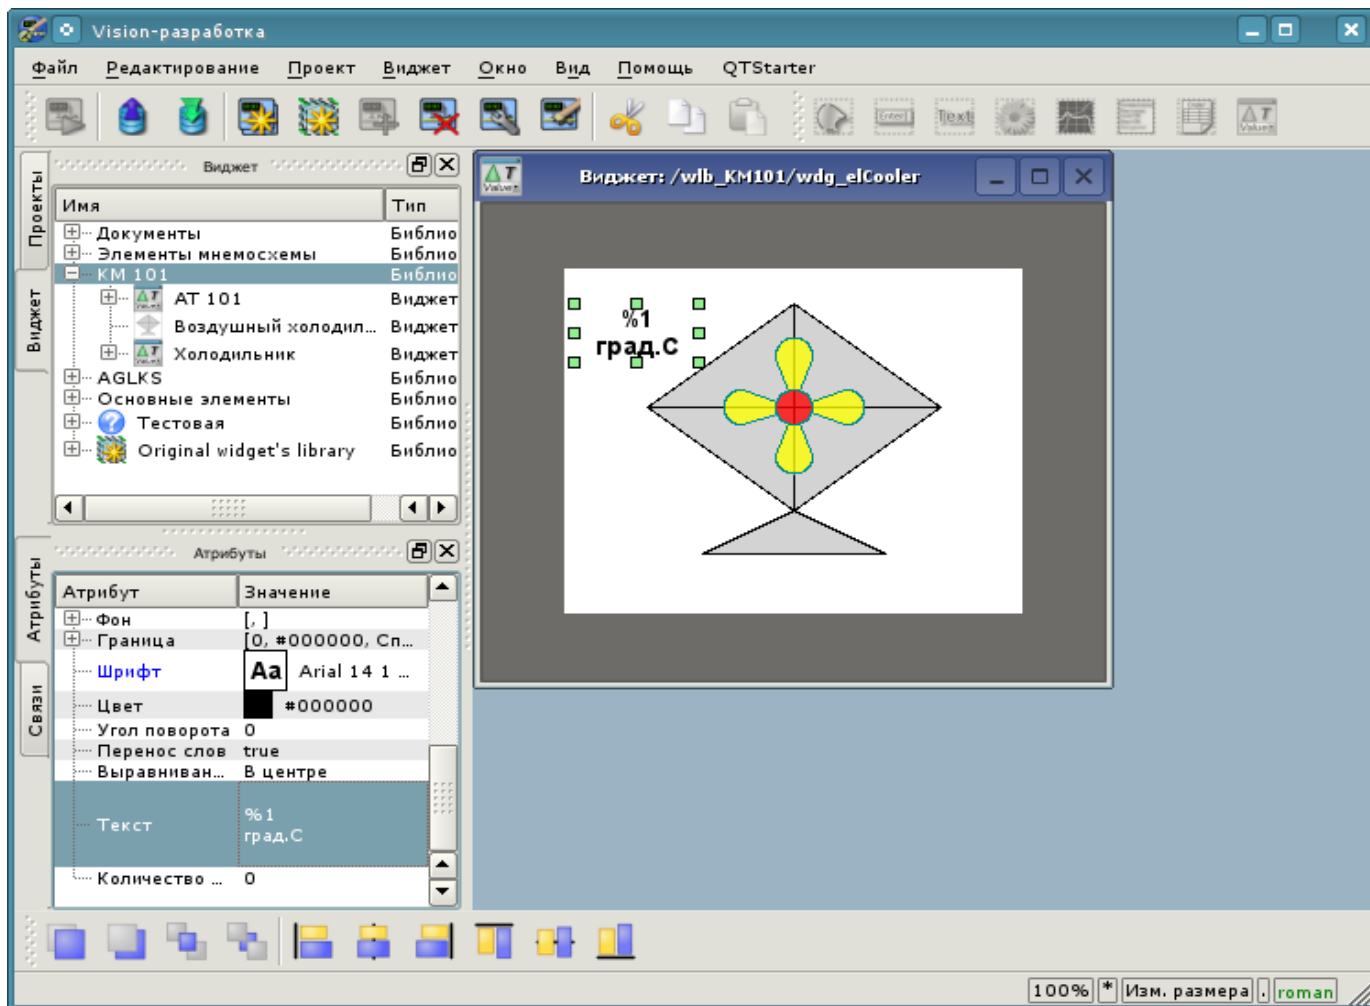 Vision-разработка
Файл Редактирование Проект Виджет Окно Вид Помощь QTStarter
Проекты
Виджет
Виджет
Имя Тип
Документы Библио
Элементы мнемосхемы Библио
КМ 101 Библио
АТ 101 Виджет
Воздушный холодил... Виджет
Холодильник Виджет
AGLKS Библио
Основные элементы Библио
Тестовая Библио
Original widget's library Библио
Атрибуты
Связи
Атрибуты
Атрибут Значение
Фон [, ]
Граница [0, #000000, Сп...
Шрифт Aa Arial 14 1 ...
Цвет #000000
Угол поворота 0
Перенос слов true
Выравниван... В центре
Текст %1
град.С
Количество ... 0
Виджет: /wlb_KM101/wdg_elCooler
%1
град.С
100% * Изм. размера . roman